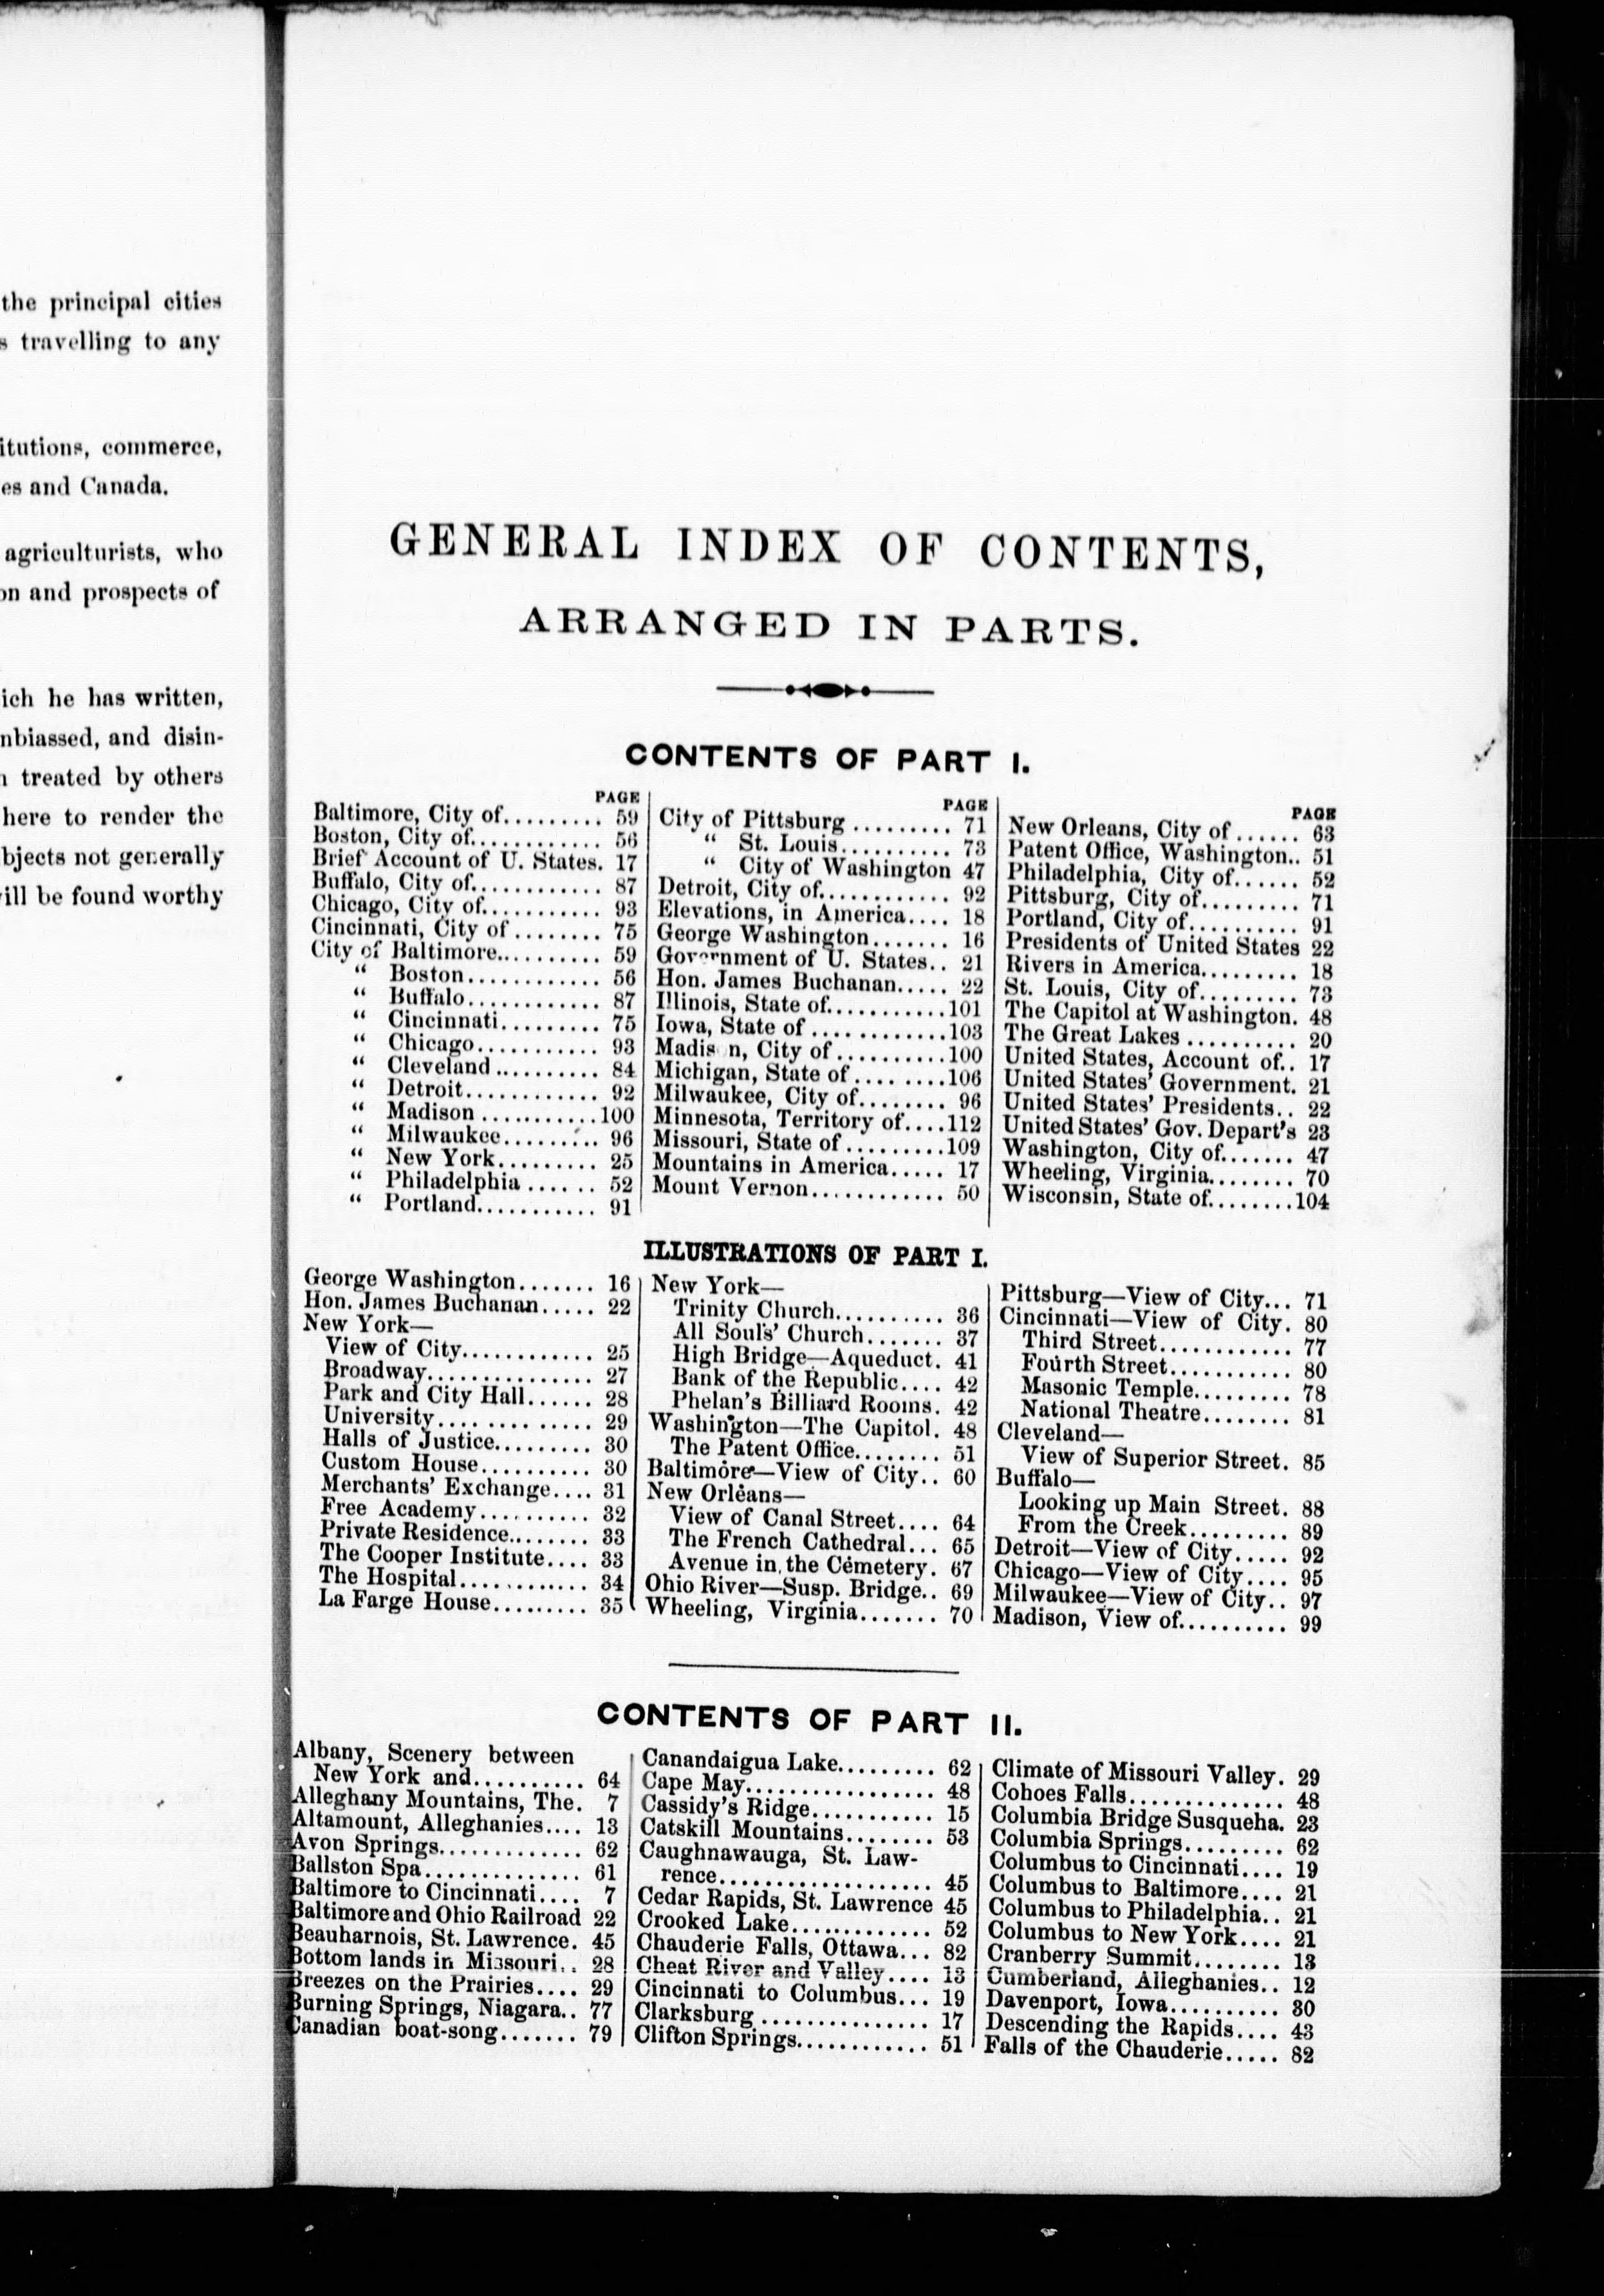 the principal cities
travelling to any
itutions, commerce,
es and Canada.
agriculturists, who
on and prospects of
ich he has written,
nbiassed, and disin-
treated by others
here to render the
bjects not generally
ill be found worthy
GENERAL INDEX OF CONTENTS,
ARRANGED IN PARTS.
CONTENTS OF PART I.
PAGE
Baltimore, City of......... 59
Boston, City of............ 56
Brief Account of U. States. 17
Buffalo, City of............ 87
Chicago, City of........... 93
Cincinnati, City of ........ 75
City of Baltimore.......... 59
“ Boston............ 56
“ Buffalo............ 87
“ Cincinnati......... 75
“ Chicago........... 93
“ Cleveland .......... 84
“ Detroit............ 92
“ Madison ...........100
“ Milwaukee......... 96
“ New York......... 25
“ Philadelphia ....... 52
“ Portland........... 91
PAGE
City of Pittsburg ......... 71
“ St. Louis.......... 73
“ City of Washington 47
Detroit, City of............ 92
Elevations, in America.... 18
George Washington....... 16
Government of U. States.. 21
Hon. James Buchanan..... 22
Illinois, State of...........101
Iowa, State of ............103
Madis n, City of ..........100
Michigan, State of ........106
Milwaukee, City of........ 96
Minnesota, Territory of....112
Missouri, State of .........109
Mountains in America..... 17
Mount Vernon............ 50
PAGE
New Orleans, City of ...... 63
Patent Office, Washington.. 51
Philadelphia, City of...... 52
Pittsburg, City of......... 71
Portland, City of.......... 91
Presidents of United States 22
Rivers in America......... 18
St. Louis, City of......... 73
The Capitol at Washington. 48
The Great Lakes .......... 20
United States, Account of.. 17
United States' Government. 21
United States' Presidents.. 22
United States' Gov. Depart's 23
Washington, City of....... 47
Wheeling, Virginia........ 70
Wisconsin, State of........104
ILLUSTRATIONS OF PART I.
George Washington....... 16
Hon. James Buchanan..... 22
New York—
View of City............ 25
Broadway............... 27
Park and City Hall...... 28
University.............. 29
Halls of Justice......... 30
Custom House.......... 30
Merchants' Exchange.... 31
Free Academy.......... 32
Private Residence........ 33
The Cooper Institute.... 33
The Hospital............ 34
La Farge House......... 35
New York—
Trinity Church.......... 36
All Souls' Church....... 37
High Bridge—Aqueduct. 41
Bank of the Republic.... 42
Phelan's Billiard Rooms. 42
Washington—The Capitol. 48
The Patent Office........ 51
Baltimore—View of City.. 60
New Orleans—
View of Canal Street.... 64
The French Cathedral... 65
Avenue in the Cemetery. 67
Ohio River—Susp. Bridge.. 69
Wheeling, Virginia....... 70
Pittsburg—View of City... 71
Cincinnati—View of City. 80
Third Street............ 77
Fourth Street........... 80
Masonic Temple......... 78
National Theatre........ 81
Cleveland—
View of Superior Street. 85
Buffalo—
Looking up Main Street. 88
From the Creek......... 89
Detroit—View of City..... 92
Chicago—View of City.... 95
Milwaukee—View of City.. 97
Madison, View of.......... 99
CONTENTS OF PART II.
Albany, Scenery between
New York and.......... 64
Alleghany Mountains, The. 7
Altamount, Alleghanies.... 13
Avon Springs............. 62
Ballston Spa.............. 61
Baltimore to Cincinnati.... 7
Baltimore and Ohio Railroad 22
Beauharnois, St. Lawrence. 45
Bottom lands in Missouri.. 28
Breezes on the Prairies.... 29
Burning Springs, Niagara.. 77
Canadian boat-song....... 79
Canandaigua Lake......... 62
Cape May................. 48
Cassidy's Ridge........... 15
Catskill Mountains........ 53
Caughnawauga, St. Law-
rence................... 45
Cedar Rapids, St. Lawrence 45
Crooked Lake............. 52
Chauderie Falls, Ottawa... 82
Cheat River and Valley.... 13
Cincinnati to Columbus... 19
Clarksburg ............... 17
Clifton Springs............ 51
Climate of Missouri Valley. 29
Cohoes Falls.............. 48
Columbia Bridge Susqueha. 23
Columbia Springs......... 62
Columbus to Cincinnati.... 19
Columbus to Baltimore.... 21
Columbus to Philadelphia.. 21
Columbus to New York.... 21
Cranberry Summit........ 13
Cumberland, Alleghanies.. 12
Davenport, Iowa.......... 30
Descending the Rapids.... 43
Falls of the Chauderie..... 82